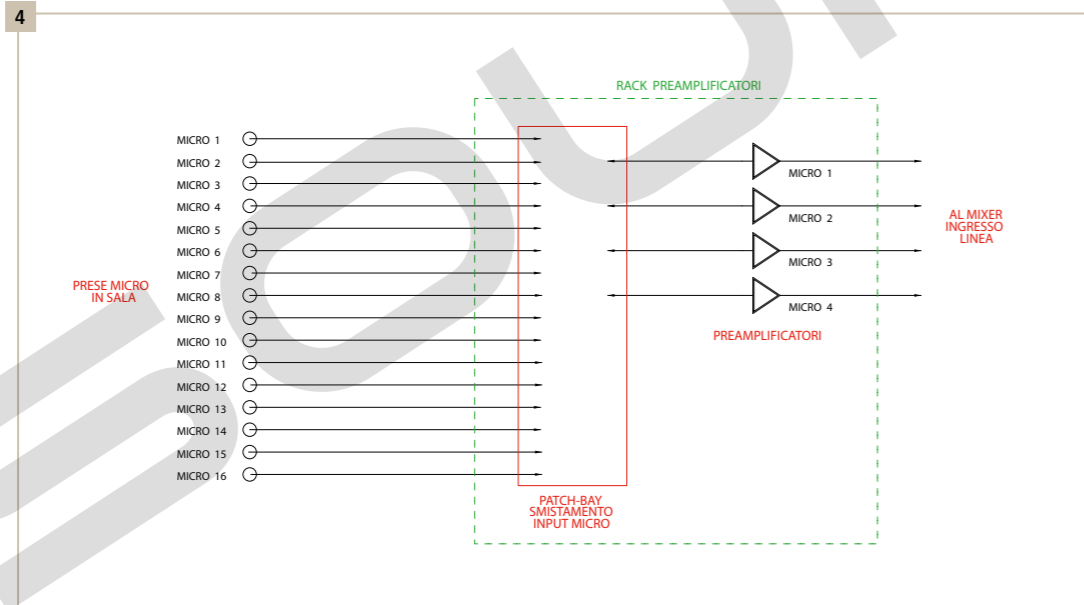 4
RACK PREAMPLIFICATORI
MICRO 1
MICRO 2
MICRO 3
MICRO 4
MICRO 5
MICRO 6
MICRO 7
MICRO 8
MICRO 9
MICRO 10
MICRO 11
MICRO 12
MICRO 13
MICRO 14
MICRO 15
MICRO 16
PRESE MICRO
IN SALA
PATCH-BAY
SMISTAMENTO
INPUT MICRO
MICRO 1
MICRO 2
MICRO 3
MICRO 4
PREAMPLIFICATORI
AL MIXER
INGRESSO
LINEA